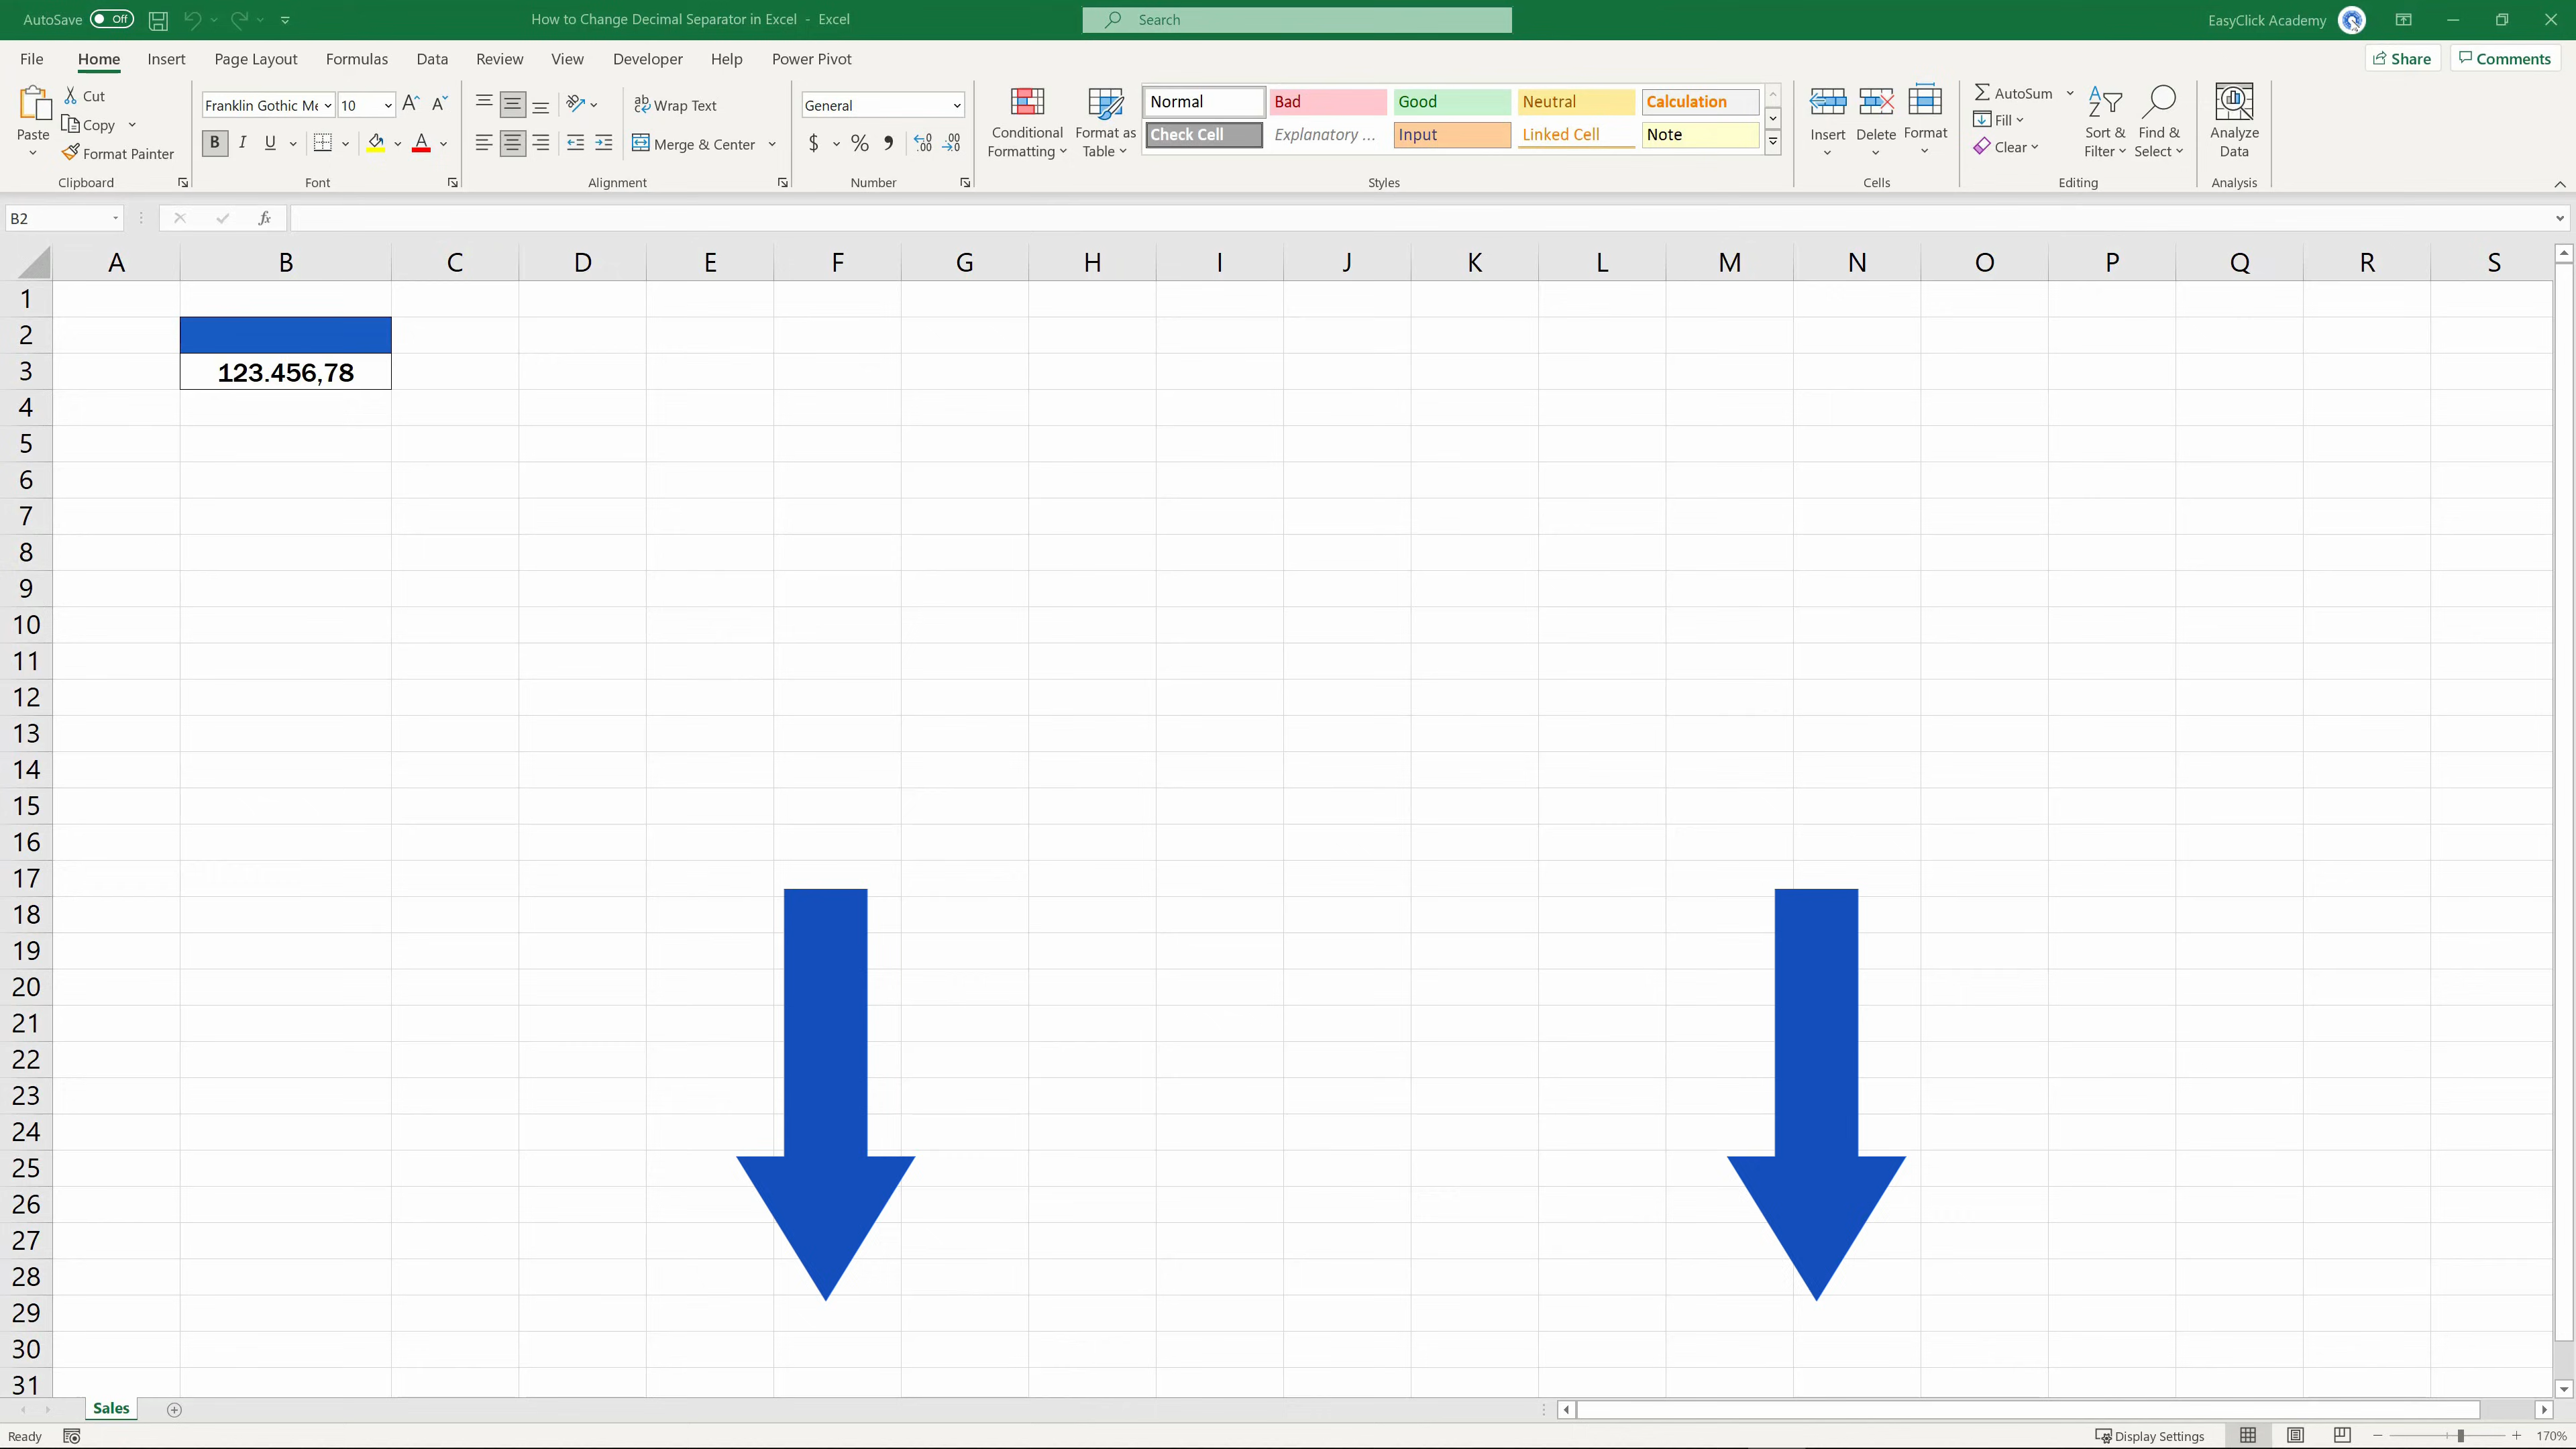 AutoSave Off How to Change Decimal Separator in Excel - Excel Search EasyClick Academy
File Home Insert Page Layout Formulas Data Review View Developer Help Power Pivot Share Comments
Paste
Cut
Copy
Format Painter
Clipboard
Franklin Gothic Me 10
B I U A
Font
ab Wrap Text
Merge & Center
Alignment
General
$ % 9 .00
Number
Conditional Formatting
Format as Table
Normal Bad Good Neutral Calculation
Check Cell Explanatory ... Input Linked Cell Note
Styles
Insert Delete Format
Cells
AutoSum
Fill
Clear
Sort & Filter
Find & Select
Editing
Analyze Data
Analysis
B2 fx
A B C D E F G H I J K L M N O P Q R S
1
2
3 123.456,78
4
5
6
7
8
9
10
11
12
13
14
15
16
17
18
19
20
21
22
23
24
25
26
27
28
29
30
31
Sales
Ready Display Settings 170%